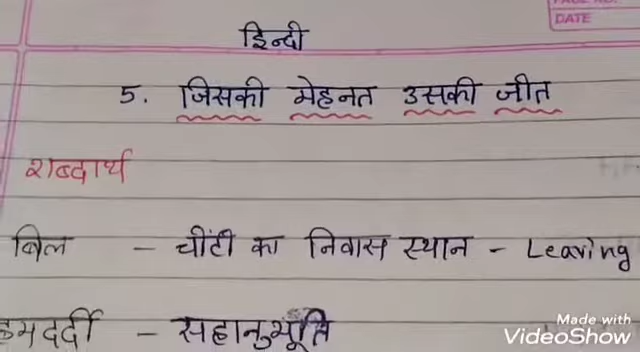 DATE
हिन्दी
5. जिसकी मेहनत उसकी जीत
शब्दार्थ
बिल - चींटी का निवास स्थान - Leaving
हमदर्दी - सहानुभूति
Made with
VideoShow